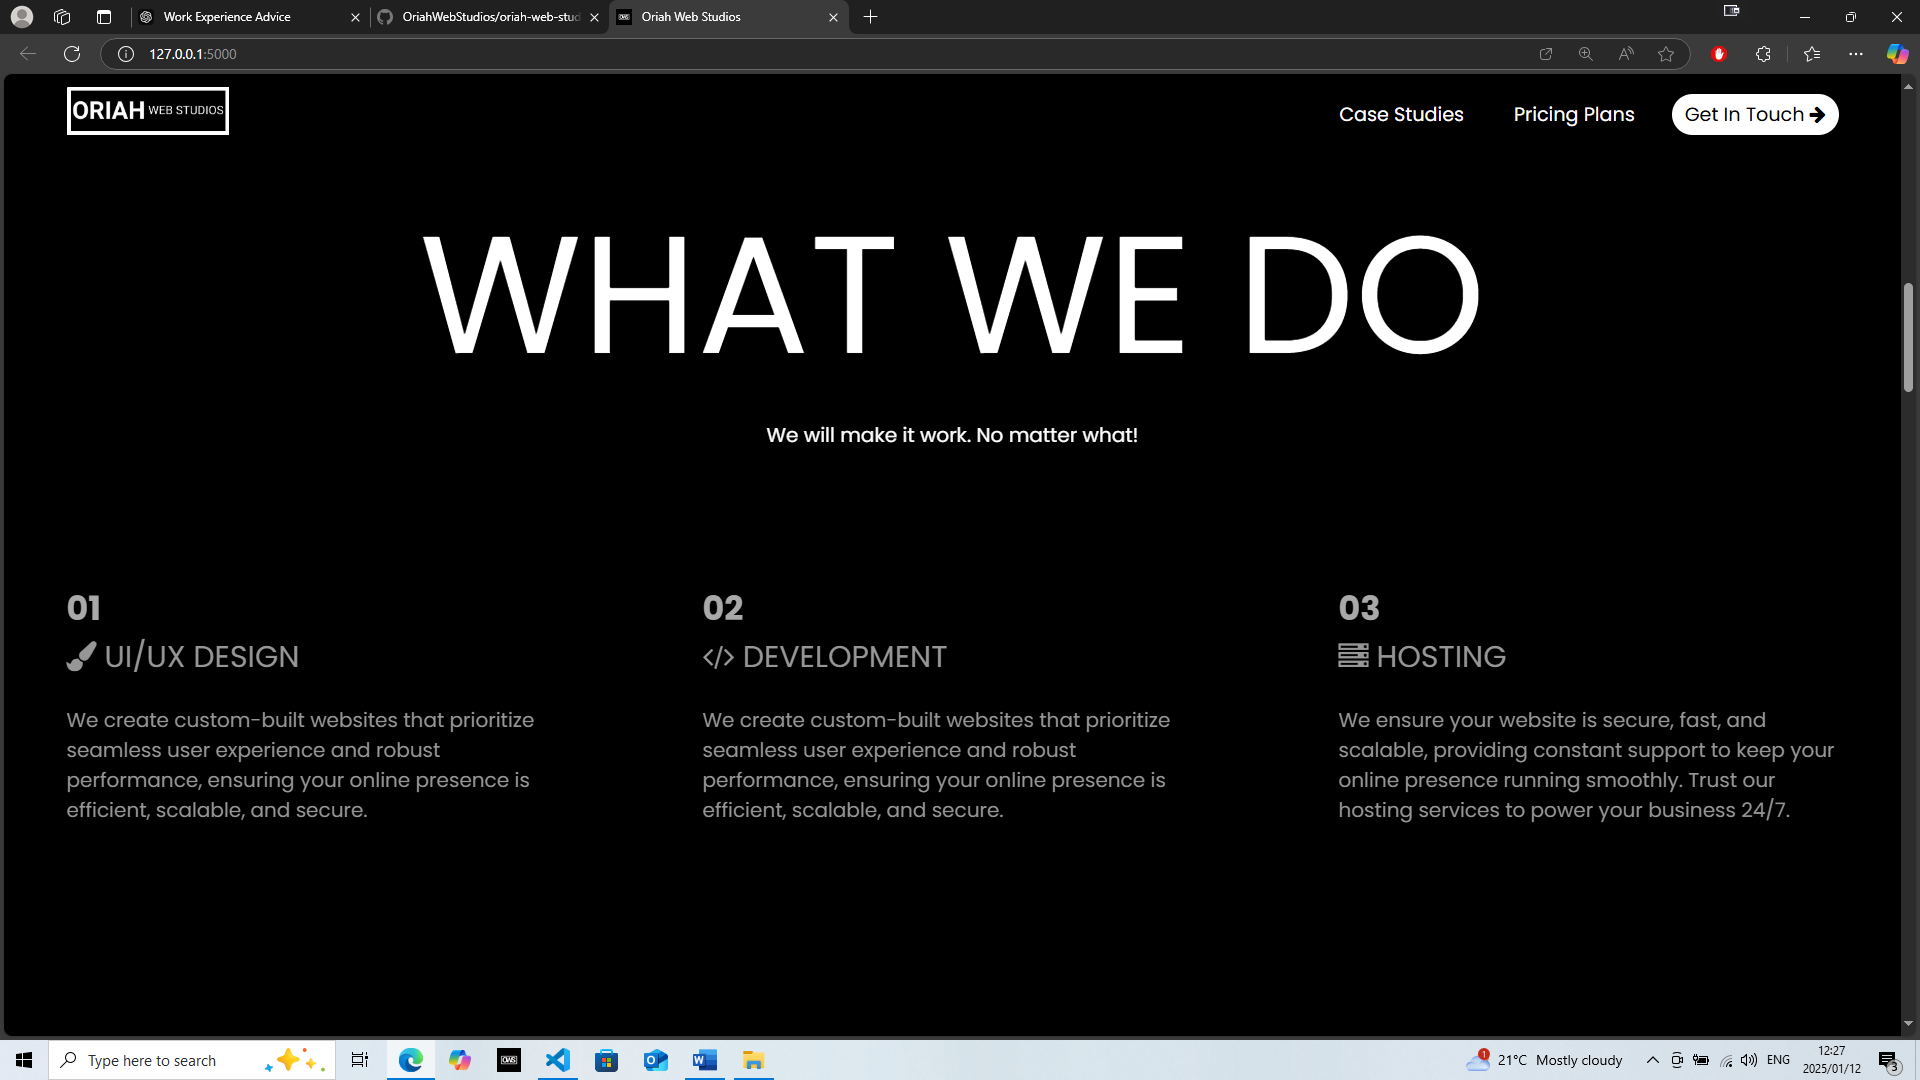 Work Experience Advice
OriahWebStudios/oriah-web-stud
Oriah Web Studios
127.0.0.1:5000
ORIAH WEB STUDIOS
Case Studies
Pricing Plans
Get In Touch
WHAT WE DO
We will make it work. No matter what!
01
UI/UX DESIGN
We create custom-built websites that prioritize
seamless user experience and robust
performance, ensuring your online presence is
efficient, scalable, and secure.
02
DEVELOPMENT
We create custom-built websites that prioritize
seamless user experience and robust
performance, ensuring your online presence is
efficient, scalable, and secure.
03
HOSTING
We ensure your website is secure, fast, and
scalable, providing constant support to keep your
online presence running smoothly. Trust our
hosting services to power your business 24/7.
Type here to search
OWS
1
21°C Mostly cloudy
ENG
12:27
2025/01/12
3